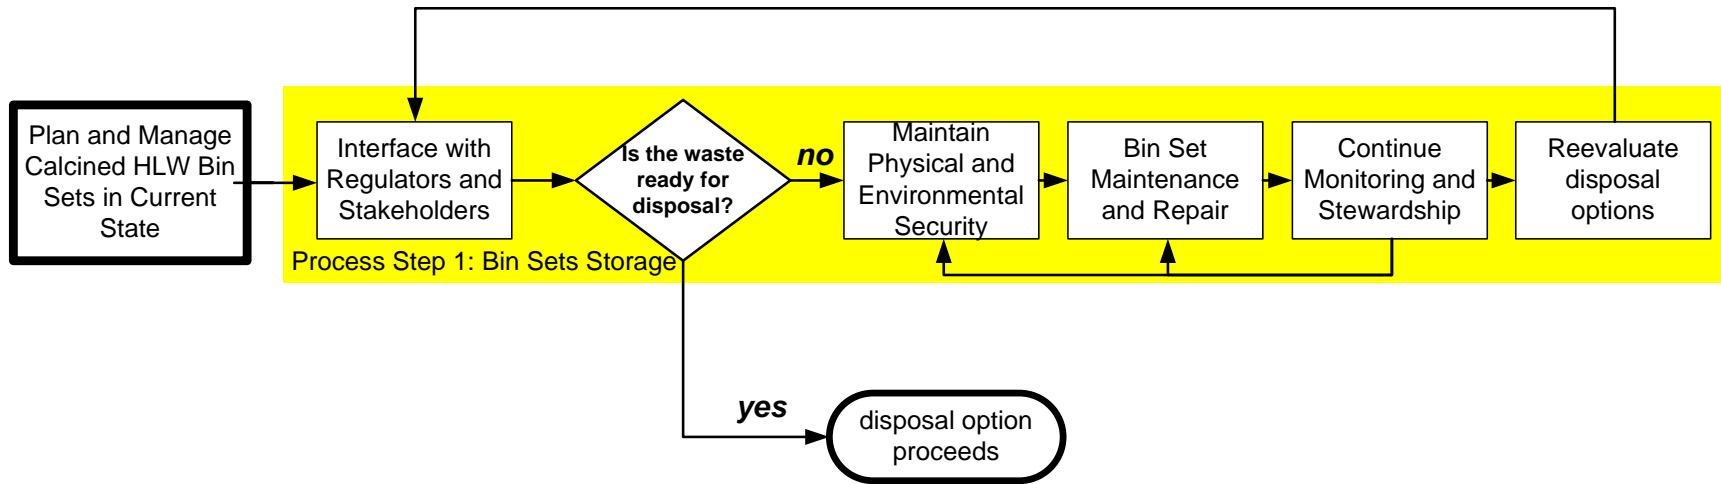 Plan and Manage
Calcined HLW Bin
Sets in Current
State
Interface with
Regulators and
Stakeholders
Is the waste
ready for
disposal?
no
Maintain
Physical and
Environmental
Security
Bin Set
Maintenance
and Repair
Continue
Monitoring and
Stewardship
Reevaluate
disposal
options
Process Step 1: Bin Sets Storage
yes
disposal option
proceeds